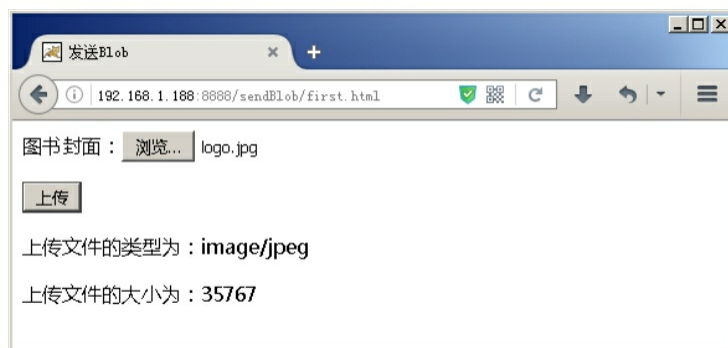 发送Blob
192.168.1.188:8888/sendBlob/first.html
图书封面：浏览... logo.jpg
上传
上传文件的类型为：image/jpeg
上传文件的大小为：35767